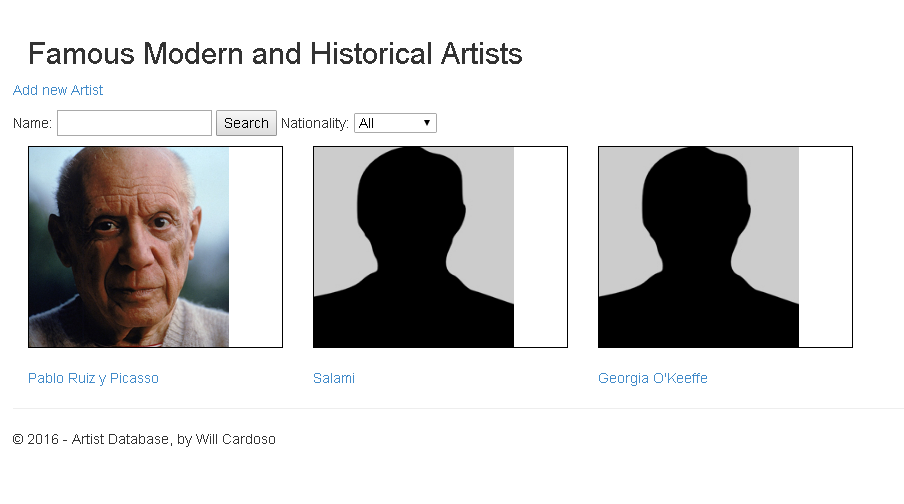 Famous Modern and Historical Artists
Add new Artist
Name: Search Nationality: All
Pablo Ruiz y Picasso Salami Georgia O'Keeffe
© 2016 - Artist Database, by Will Cardoso